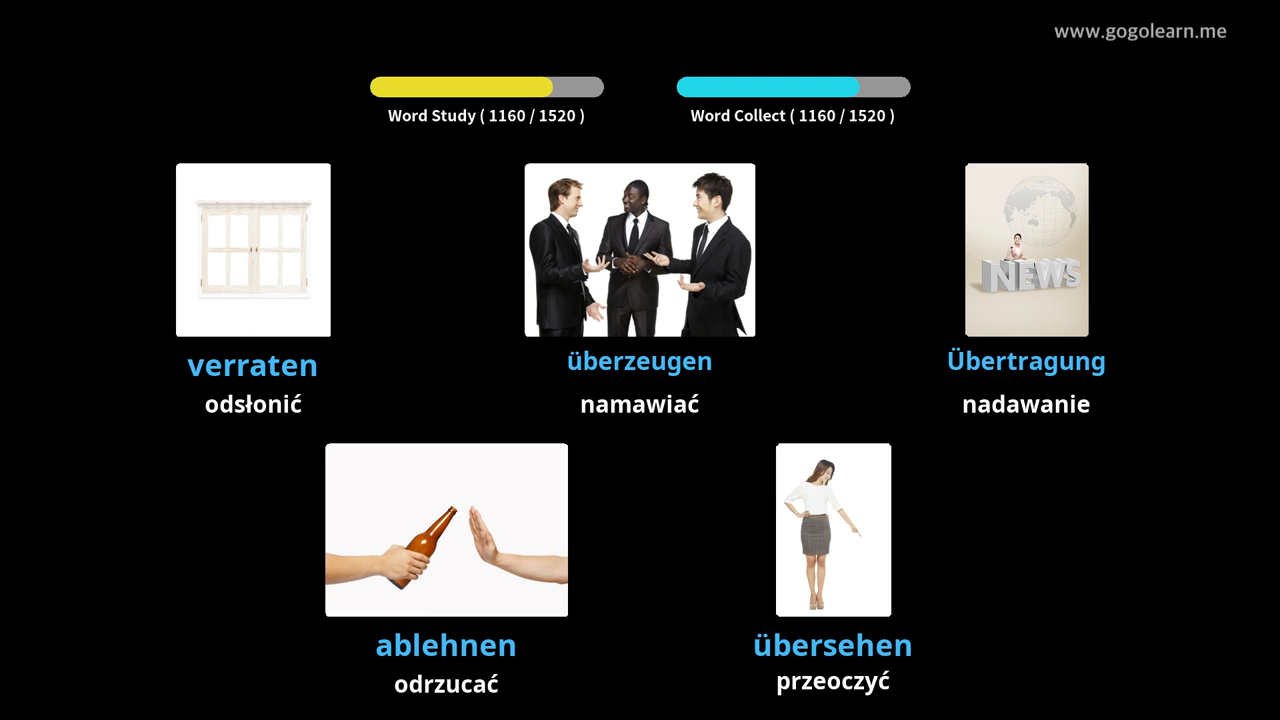 www.gogolearn.me
Word Study ( 1160 / 1520 )
Word Collect ( 1160 / 1520 )
NEWS
verraten
überzeugen
Übertragung
odsłonić
namawiać
nadawanie
ablehnen
übersehen
odrzucać
przeoczyć